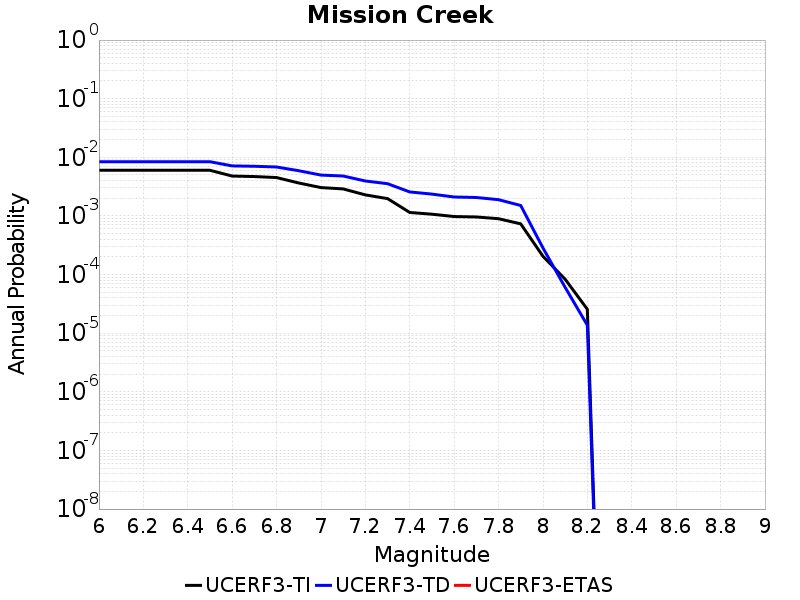 Mission Creek
Annual Probability
10^0
10^-1
10^-2
10^-3
10^-4
10^-5
10^-6
10^-7
10^-8
6 6.2 6.4 6.6 6.8 7 7.2 7.4 7.6 7.8 8 8.2 8.4 8.6 8.8 9
Magnitude
UCERF3-TI UCERF3-TD UCERF3-ETAS